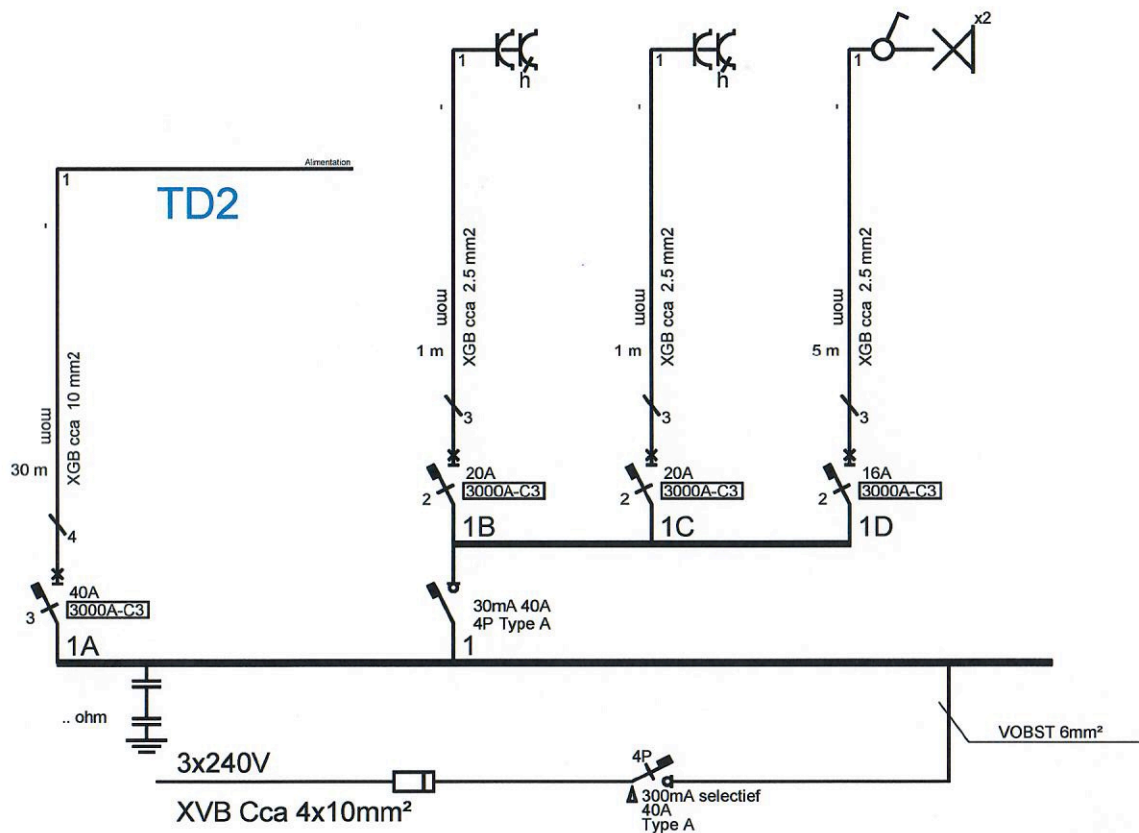 x2
1
1
1
h
h
Alimentation
1
TD2
-
-
-
-
XGB cca 2.5 mm2
XGB cca 2.5 mm2
XGB cca 2.5 mm2
mom
mom
mom
1 m
1 m
5 m
XGB cca 10 mm2
mom
30 m
3
3
3
20A
3000A-C3
2
1B
20A
3000A-C3
2
1C
16A
3000A-C3
2
1D
4
40A
3000A-C3
3
1A
30mA 40A
4P Type A
1
.. ohm
VOBST 6mm²
3x240V
4P
XVB Cca 4x10mm²
300mA selectief
40A
Type A